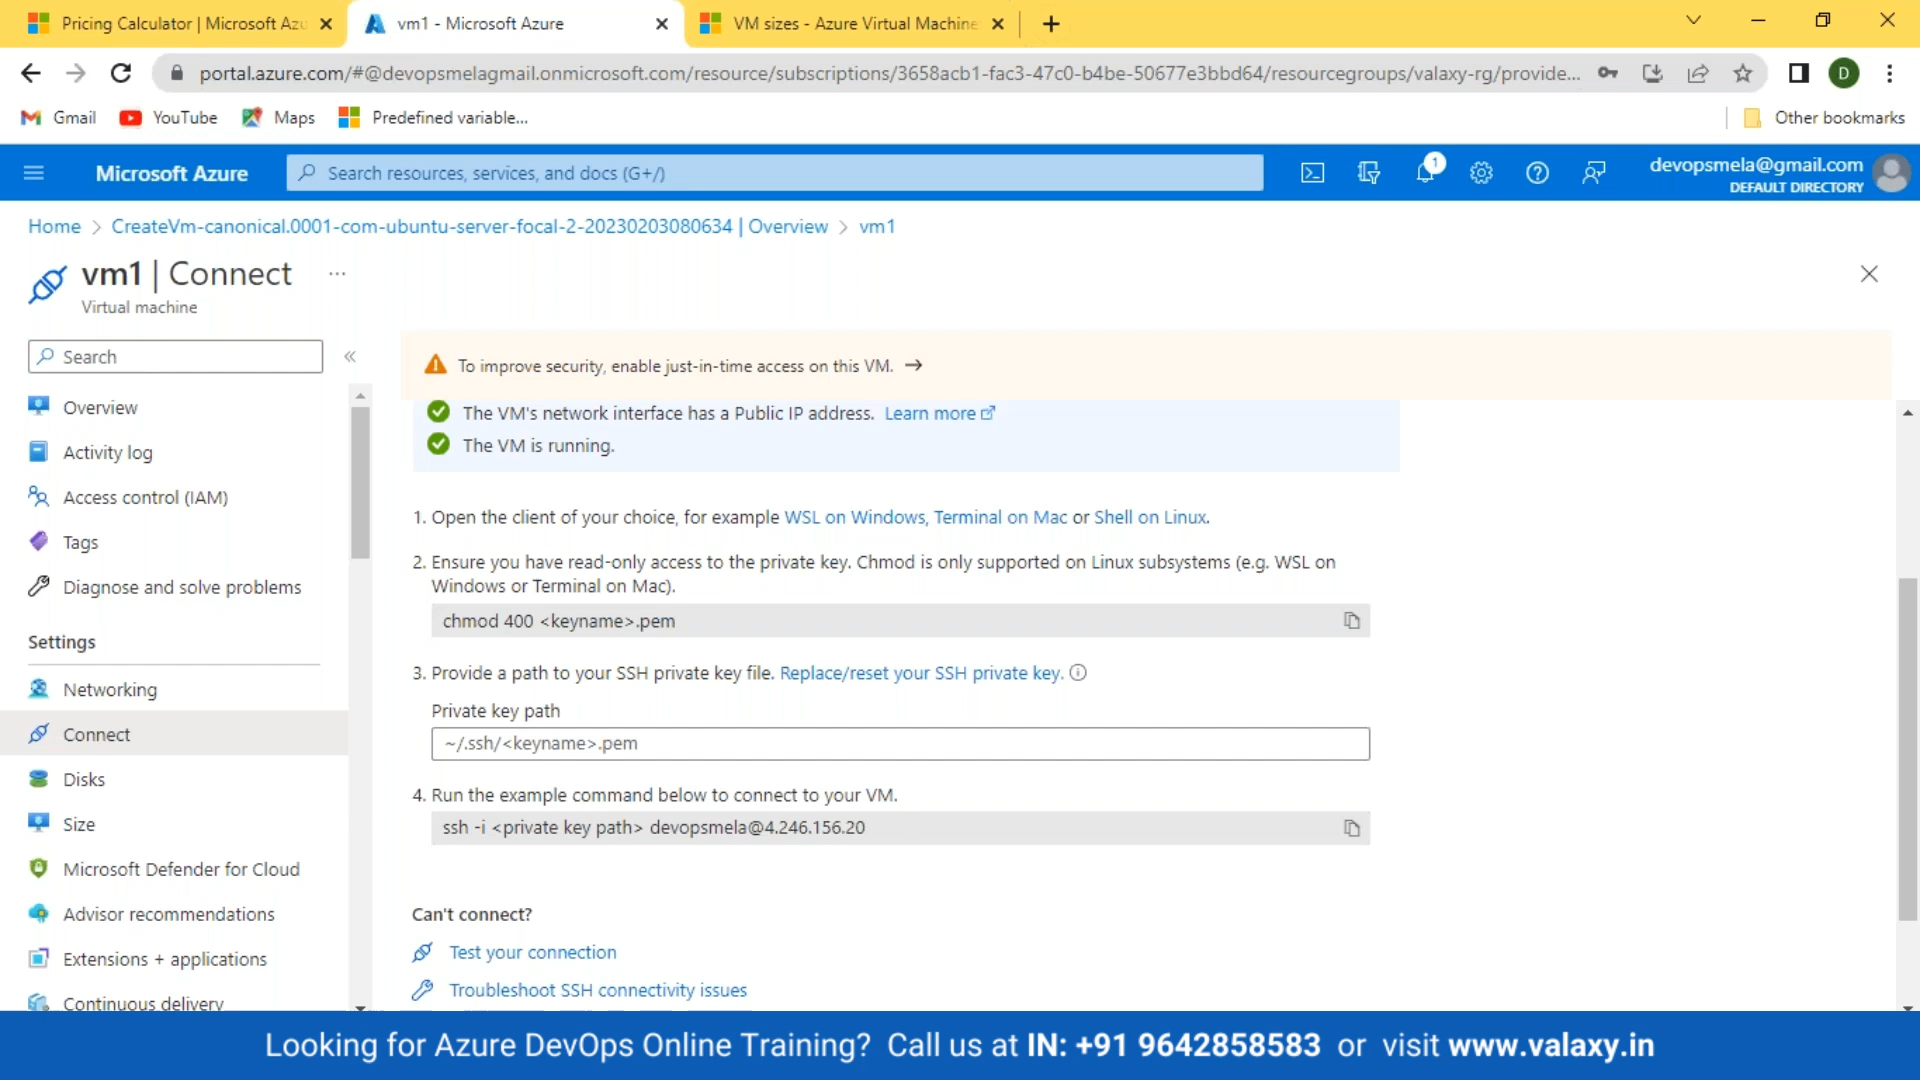 Pricing Calculator | Microsoft Azu
vm1 - Microsoft Azure
VM sizes - Azure Virtual Machine
portal.azure.com/#@devopsmelagmail.onmicrosoft.com/resource/subscriptions/3658acb1-fac3-47c0-b4be-50677e3bbd64/resourcegroups/valaxy-rg/provide...
D
Gmail
YouTube
Maps
Predefined variable...
Other bookmarks
Microsoft Azure
Search resources, services, and docs (G+/)
1
devopsmela@gmail.com
DEFAULT DIRECTORY
Home > CreateVm-canonical.0001-com-ubuntu-server-focal-2-20230203080634 | Overview > vm1
vm1 | Connect ...
Virtual machine
Search
«
Overview
Activity log
Access control (IAM)
Tags
Diagnose and solve problems
Settings
Networking
Connect
Disks
Size
Microsoft Defender for Cloud
Advisor recommendations
Extensions + applications
Continuous delivery
To improve security, enable just-in-time access on this VM. →
The VM's network interface has a Public IP address. Learn more
The VM is running.
1. Open the client of your choice, for example WSL on Windows, Terminal on Mac or Shell on Linux.
2. Ensure you have read-only access to the private key. Chmod is only supported on Linux subsystems (e.g. WSL on
Windows or Terminal on Mac).
chmod 400 <keyname>.pem
3. Provide a path to your SSH private key file. Replace/reset your SSH private key.
Private key path
~/.ssh/<keyname>.pem
4. Run the example command below to connect to your VM.
ssh -i <private key path> devopsmela@4.246.156.20
Can't connect?
Test your connection
Troubleshoot SSH connectivity issues
Looking for Azure DevOps Online Training? Call us at IN: +91 9642858583 or visit www.valaxy.in